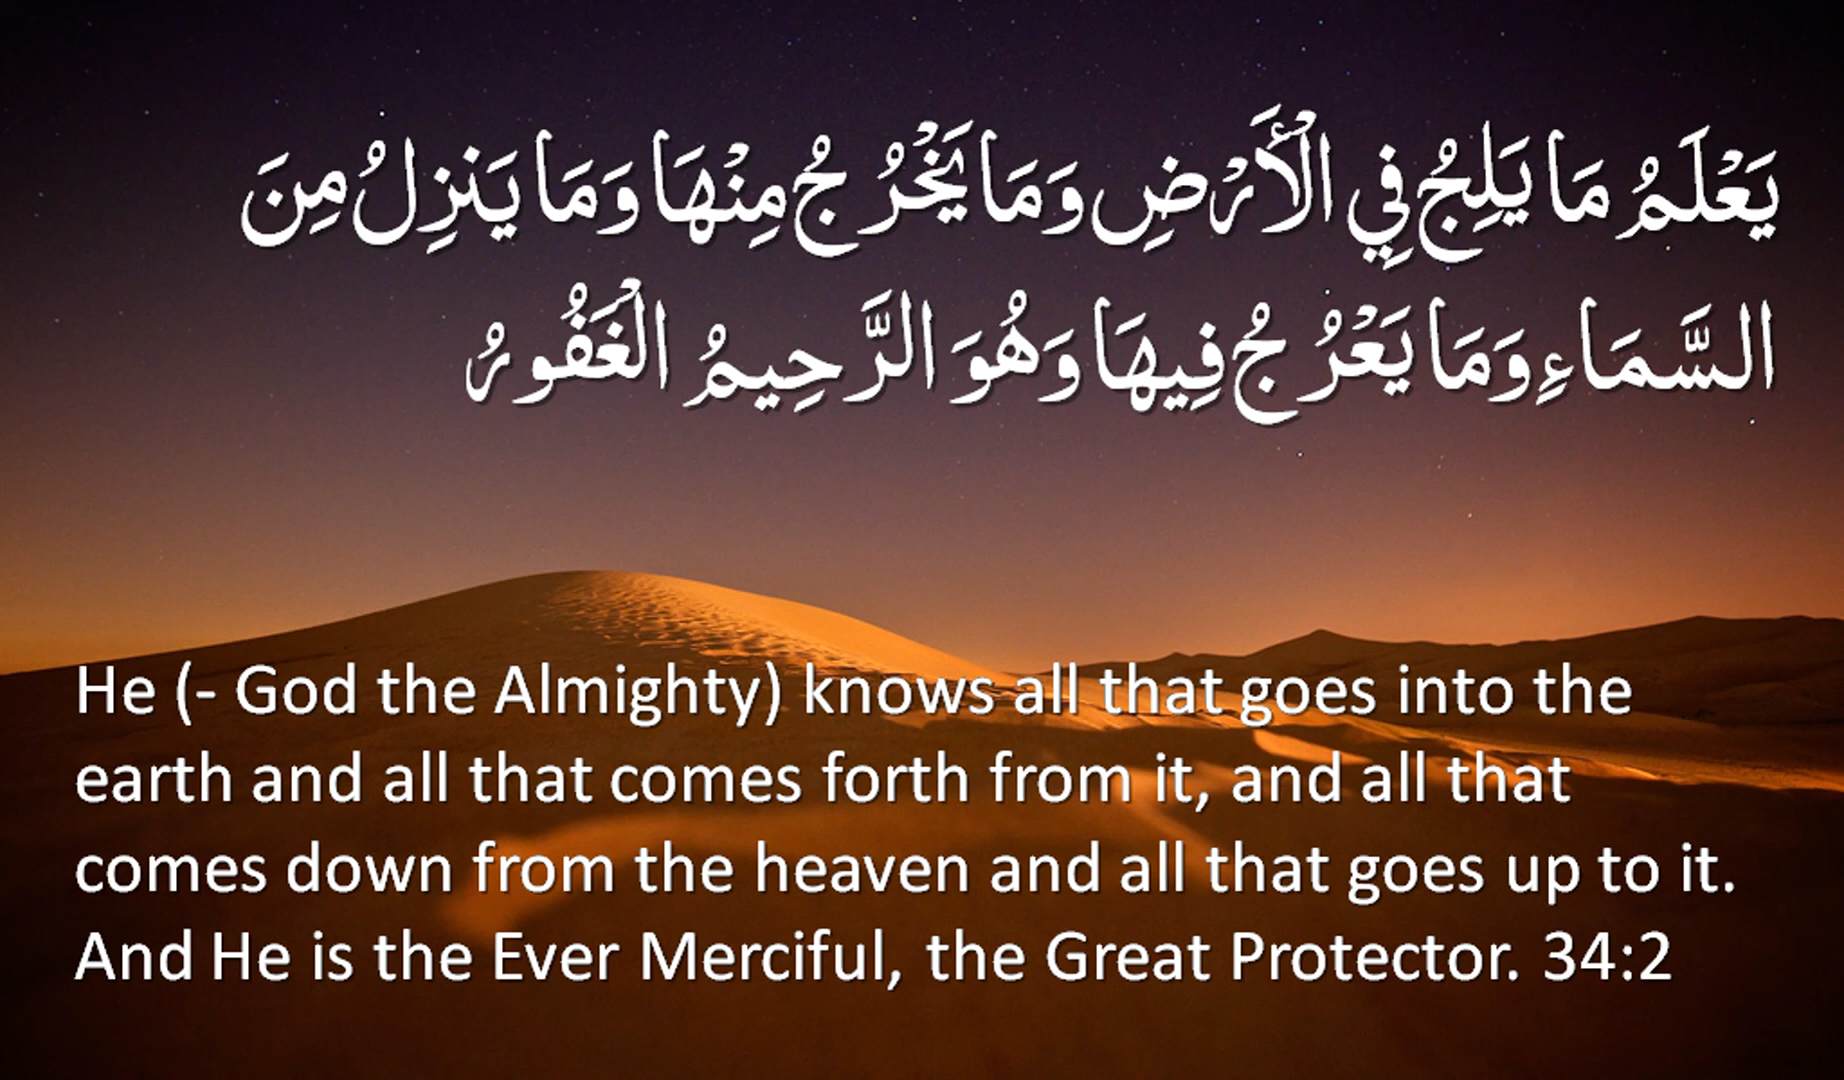 يَعْلَمُ مَا يَلِجُ فِي الْأَرْضِ وَمَا يَخْرُجُ مِنْهَا وَمَا يَنزِلُ مِنَ
السَّمَاءِ وَمَا يَعْرُجُ فِيهَا وَهُوَ الرَّحِيمُ الْغَفُورُ
He (- God the Almighty) knows all that goes into the
earth and all that comes forth from it, and all that
comes down from the heaven and all that goes up to it.
And He is the Ever Merciful, the Great Protector. 34:2